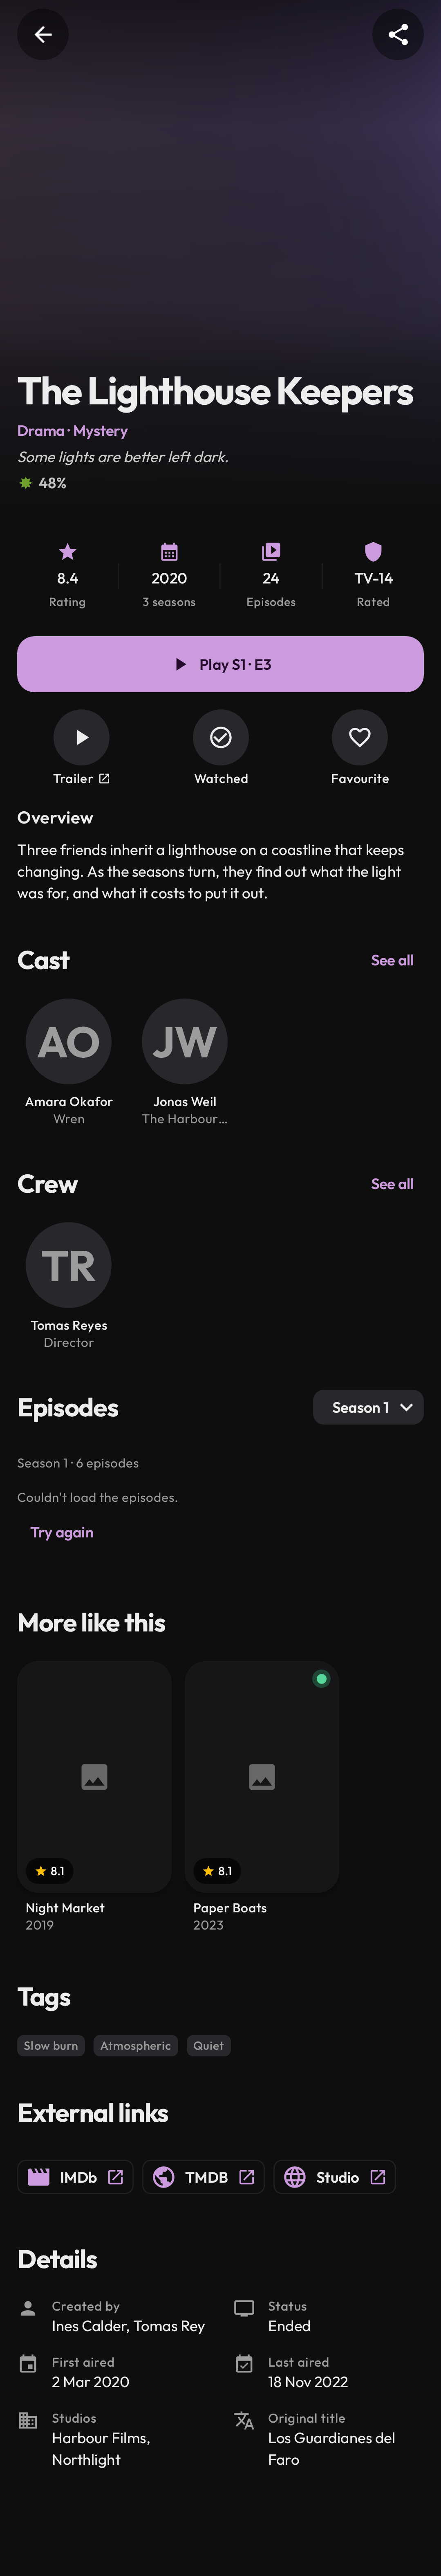 The Lighthouse Keepers
Drama · Mystery
Some lights are better left dark.
48%
8.4
Rating
2020
3 seasons
24
Episodes
TV-14
Rated
Play S1 · E3
Trailer
Watched
Favourite
Overview
Three friends inherit a lighthouse on a coastline that keeps
changing. As the seasons turn, they find out what the light
was for, and what it costs to put it out.
Cast
See all
AO
JW
Amara Okafor
Wren
Jonas Weil
The Harbour…
Crew
See all
TR
Tomas Reyes
Director
Episodes
Season 1
Season 1 · 6 episodes
Couldn't load the episodes.
Try again
More like this
8.1
8.1
Night Market
2019
Paper Boats
2023
Tags
Slow burn
Atmospheric
Quiet
External links
IMDb
TMDB
Studio
Details
Created by
Ines Calder, Tomas Rey
Status
Ended
First aired
2 Mar 2020
Last aired
18 Nov 2022
Studios
Harbour Films,
Northlight
Original title
Los Guardianes del
Faro